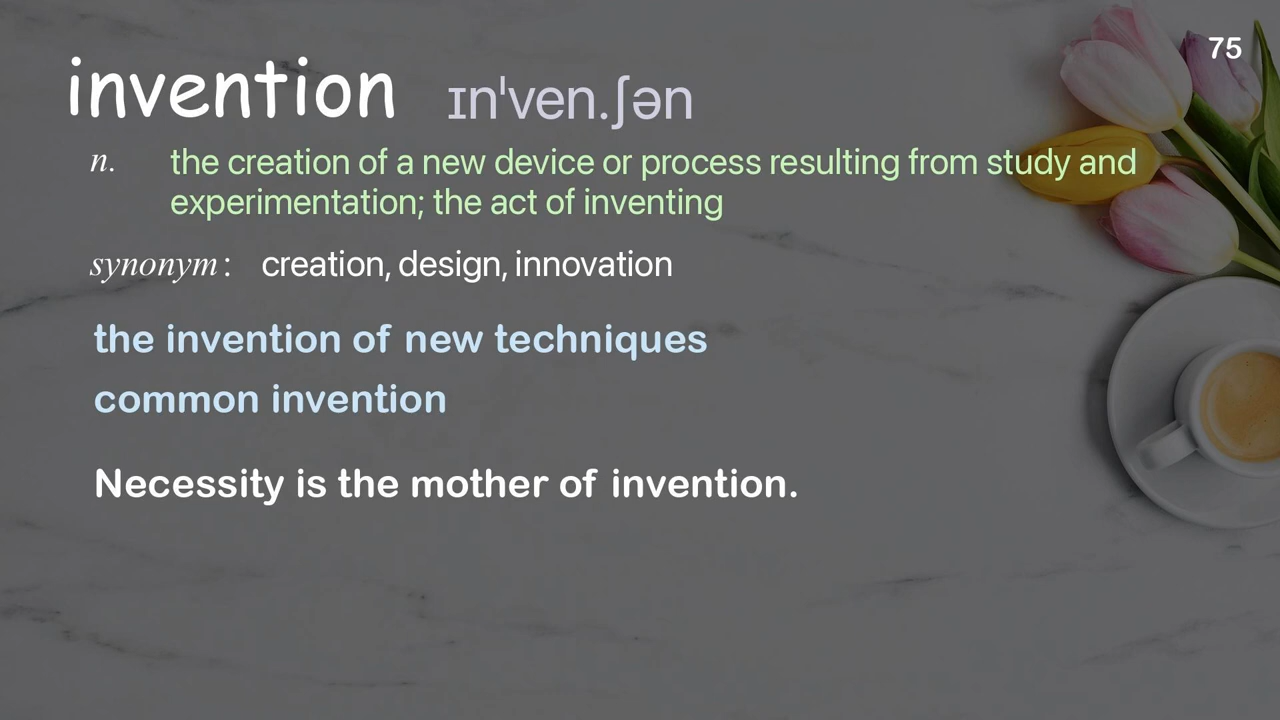 75
invention ɪnˈven.ʃən
n. the creation of a new device or process resulting from study and
experimentation; the act of inventing
synonym : creation, design, innovation
the invention of new techniques
common invention
Necessity is the mother of invention.